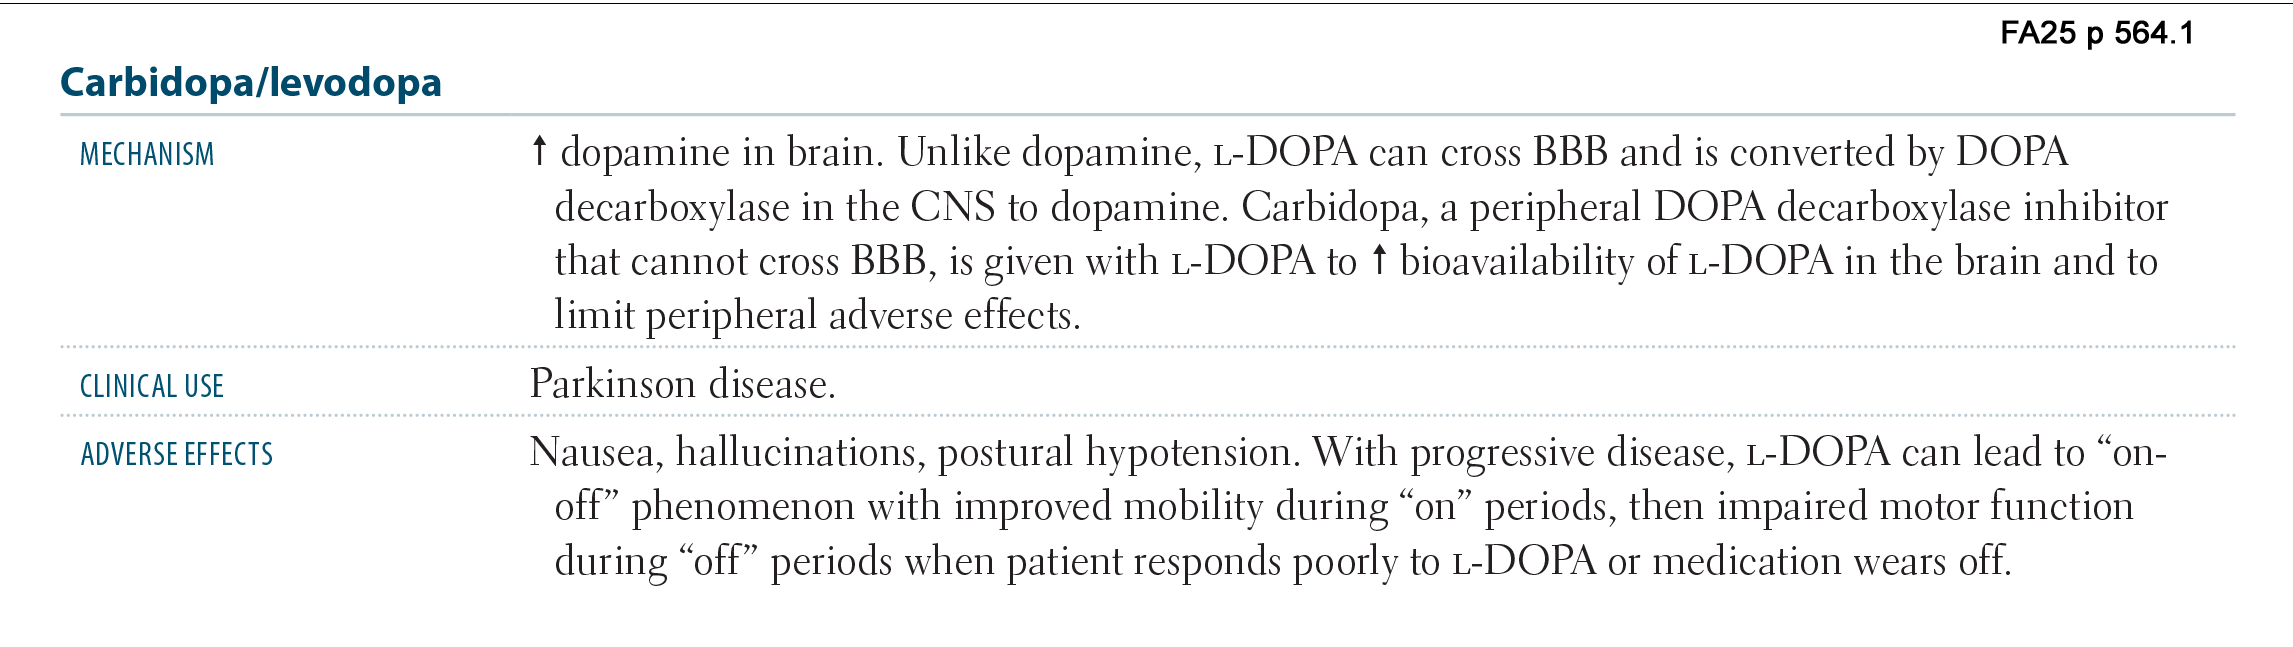 FA25 p 564.1
Carbidopa/levodopa
MECHANISM
↑ dopamine in brain. Unlike dopamine, L-DOPA can cross BBB and is converted by DOPA
decarboxylase in the CNS to dopamine. Carbidopa, a peripheral DOPA decarboxylase inhibitor
that cannot cross BBB, is given with L-DOPA to ↑ bioavailability of L-DOPA in the brain and to
limit peripheral adverse effects.
CLINICAL USE
Parkinson disease.
ADVERSE EFFECTS
Nausea, hallucinations, postural hypotension. With progressive disease, L-DOPA can lead to “on-
off” phenomenon with improved mobility during “on” periods, then impaired motor function
during “off” periods when patient responds poorly to L-DOPA or medication wears off.